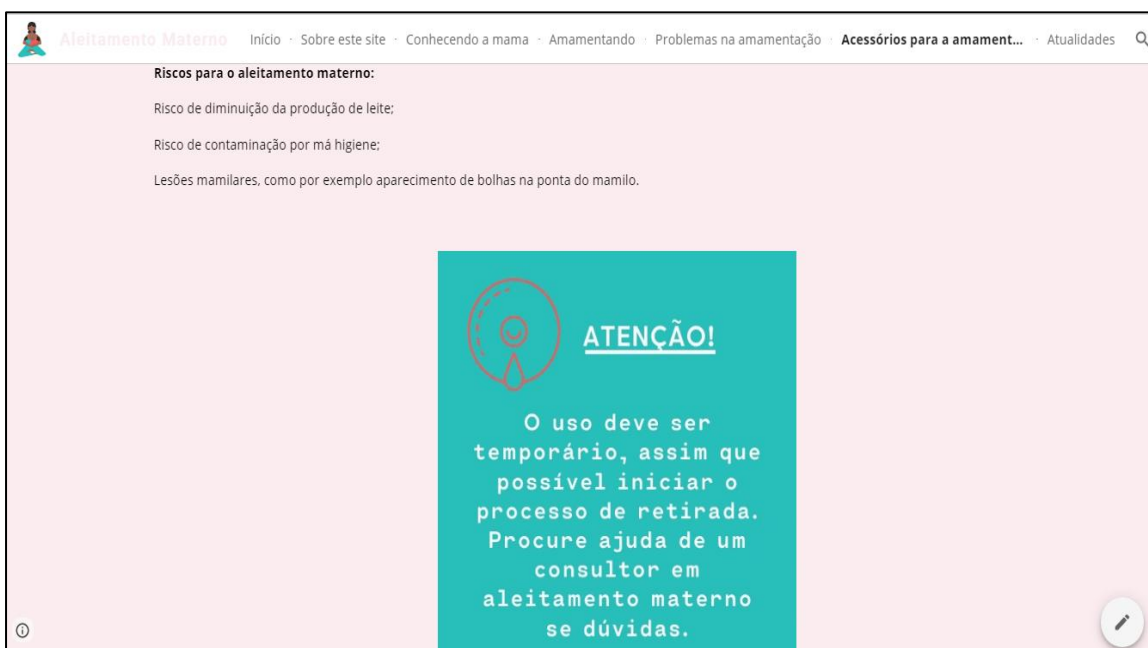 Aleitamento Materno Início · Sobre este site · Conhecendo a mama · Amamentando · Problemas na amamentação · Acessórios para a amament... · Atualidades
Riscos para o aleitamento materno:
Risco de diminuição da produção de leite;
Risco de contaminação por má higiene;
Lesões mamilares, como por exemplo aparecimento de bolhas na ponta do mamilo.
ATENÇÃO!
O uso deve ser
temporário, assim que
possível iniciar o
processo de retirada.
Procure ajuda de um
consultor em
aleitamento materno
se dúvidas.